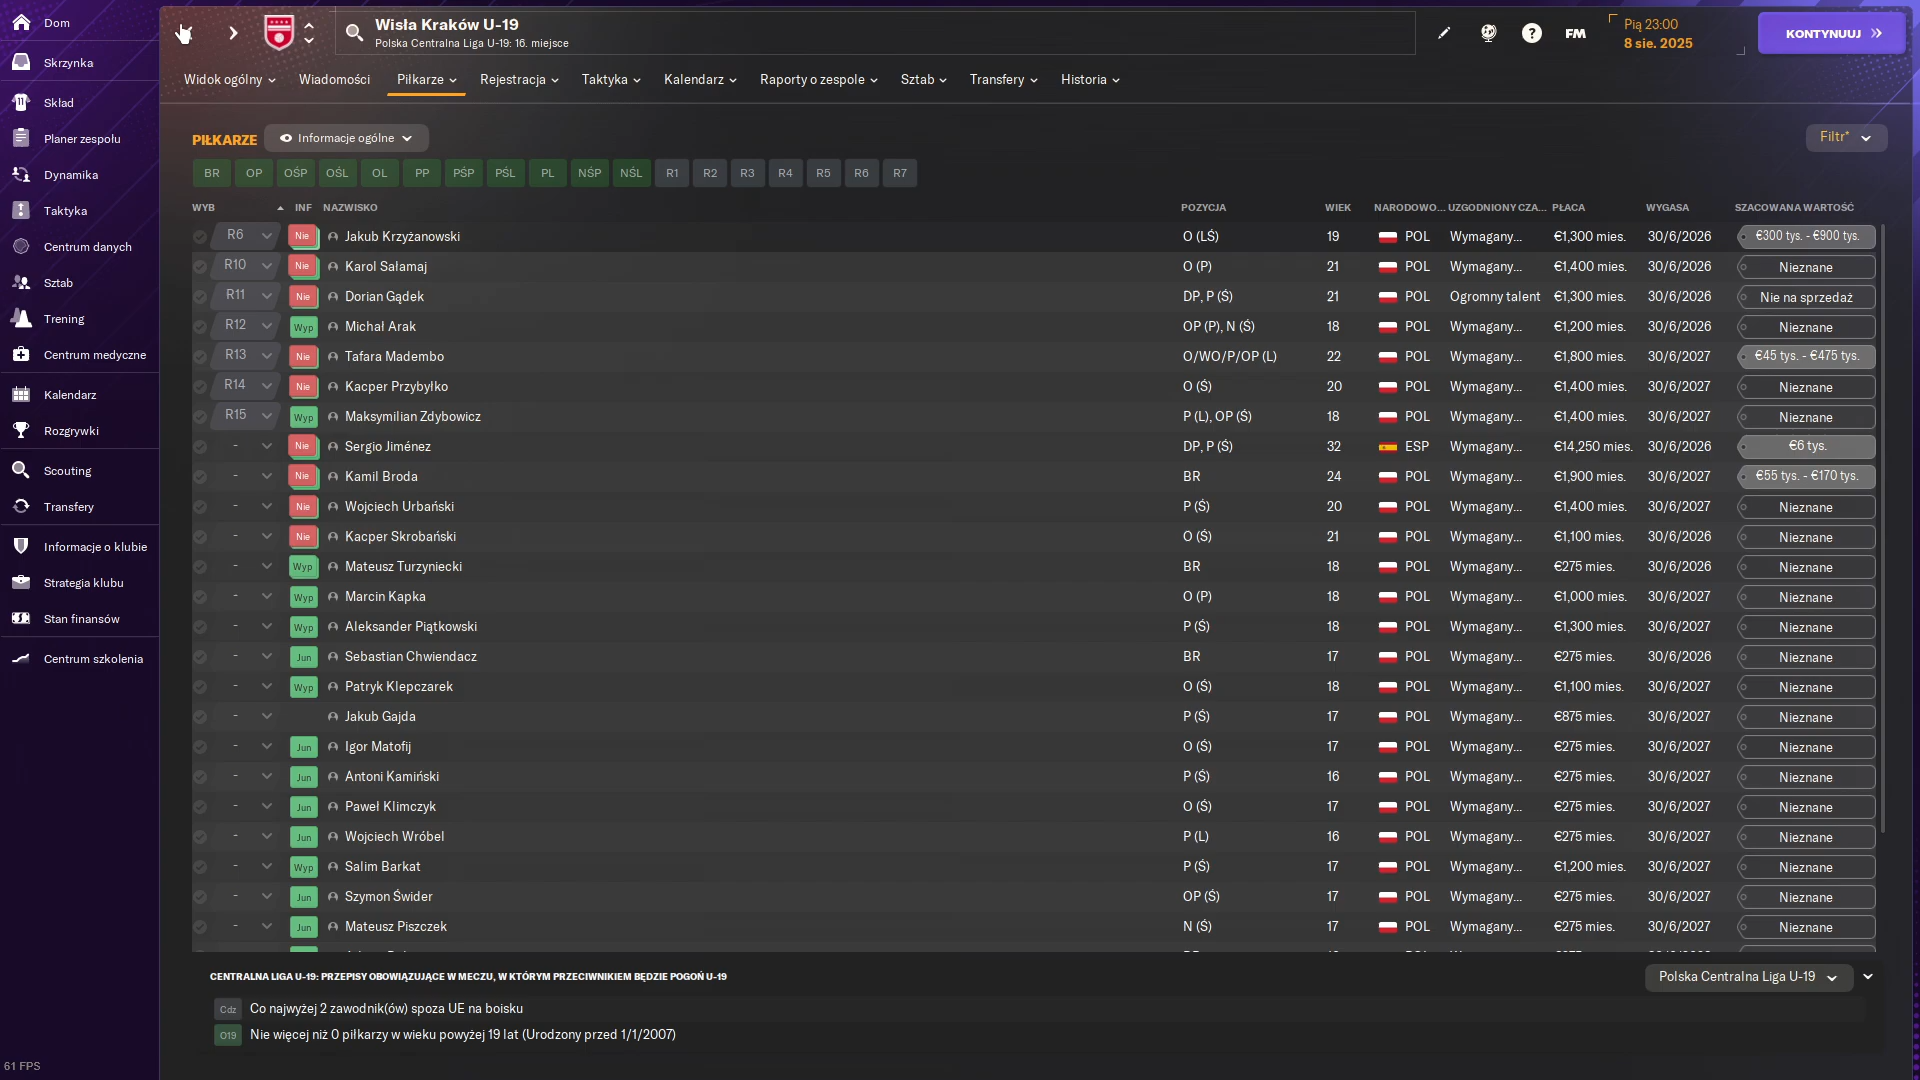 Dom
Skrzynka
Skład
Planer zespołu
Dynamika
Taktyka
Centrum danych
Sztab
Trening
Centrum medyczne
Kalendarz
Rozgrywki
Scouting
Transfery
Informacje o klubie
Strategia klubu
Stan finansów
Centrum szkolenia
61 FPS
Wisła Kraków U-19
Polska Centralna Liga U-19: 16. miejsce
FM
Pią 23:00
8 sie. 2025
KONTYNUUJ
Widok ogólny Wiadomości Piłkarze Rejestracja Taktyka Kalendarz Raporty o zespole Sztab Transfery Historia
PIŁKARZE Informacje ogólne Filtr*
BR OP OŚP OŚL OL PP PŚP PŚL PL NŚP NŚL R1 R2 R3 R4 R5 R6 R7
WYB INF NAZWISKO POZYCJA WIEK NARODOWO... UZGODNIONY CZA... PŁACA WYGASA SZACOWANA WARTOŚĆ
R6 Nie Jakub Krzyżanowski O (LŚ) 19 POL Wymagany... €1,300 mies. 30/6/2026 €300 tys. - €900 tys.
R10 Nie Karol Sałamaj O (P) 21 POL Wymagany... €1,400 mies. 30/6/2026 Nieznane
R11 Nie Dorian Gądek DP, P (Ś) 21 POL Ogromny talent €1,300 mies. 30/6/2026 Nie na sprzedaż
R12 Wyp Michał Arak OP (P), N (Ś) 18 POL Wymagany... €1,200 mies. 30/6/2026 Nieznane
R13 Nie Tafara Madembo O/WO/P/OP (L) 22 POL Wymagany... €1,800 mies. 30/6/2027 €45 tys. - €475 tys.
R14 Nie Kacper Przybyłko O (Ś) 20 POL Wymagany... €1,400 mies. 30/6/2027 Nieznane
R15 Wyp Maksymilian Zdybowicz P (L), OP (Ś) 18 POL Wymagany... €1,400 mies. 30/6/2027 Nieznane
- Nie Sergio Jiménez DP, P (Ś) 32 ESP Wymagany... €14,250 mies. 30/6/2026 €6 tys.
- Nie Kamil Broda BR 24 POL Wymagany... €1,900 mies. 30/6/2027 €55 tys. - €170 tys.
- Nie Wojciech Urbański P (Ś) 20 POL Wymagany... €1,400 mies. 30/6/2027 Nieznane
- Nie Kacper Skrobański O (Ś) 21 POL Wymagany... €1,100 mies. 30/6/2026 Nieznane
- Wyp Mateusz Turzyniecki BR 18 POL Wymagany... €275 mies. 30/6/2026 Nieznane
- Wyp Marcin Kapka O (P) 18 POL Wymagany... €1,000 mies. 30/6/2027 Nieznane
- Wyp Aleksander Piątkowski P (Ś) 18 POL Wymagany... €1,300 mies. 30/6/2027 Nieznane
- Jun Sebastian Chwiendacz BR 17 POL Wymagany... €275 mies. 30/6/2026 Nieznane
- Wyp Patryk Klepczarek O (Ś) 18 POL Wymagany... €1,100 mies. 30/6/2027 Nieznane
- Jakub Gajda P (Ś) 17 POL Wymagany... €875 mies. 30/6/2027 Nieznane
- Jun Igor Matofij O (Ś) 17 POL Wymagany... €275 mies. 30/6/2027 Nieznane
- Jun Antoni Kamiński P (Ś) 16 POL Wymagany... €275 mies. 30/6/2027 Nieznane
- Jun Paweł Klimczyk O (Ś) 17 POL Wymagany... €275 mies. 30/6/2027 Nieznane
- Jun Wojciech Wróbel P (L) 16 POL Wymagany... €275 mies. 30/6/2027 Nieznane
- Wyp Salim Barkat P (Ś) 17 POL Wymagany... €1,200 mies. 30/6/2027 Nieznane
- Jun Szymon Świder OP (Ś) 17 POL Wymagany... €275 mies. 30/6/2027 Nieznane
- Jun Mateusz Piszczek N (Ś) 17 POL Wymagany... €275 mies. 30/6/2027 Nieznane
CENTRALNA LIGA U-19: PRZEPISY OBOWIĄZUJĄCE W MECZU, W KTÓRYM PRZECIWNIKIEM BĘDZIE POGOŃ U-19 Polska Centralna Liga U-19
Cdz Co najwyżej 2 zawodnik(ów) spoza UE na boisku
O19 Nie więcej niż 0 piłkarzy w wieku powyżej 19 lat (Urodzony przed 1/1/2007)